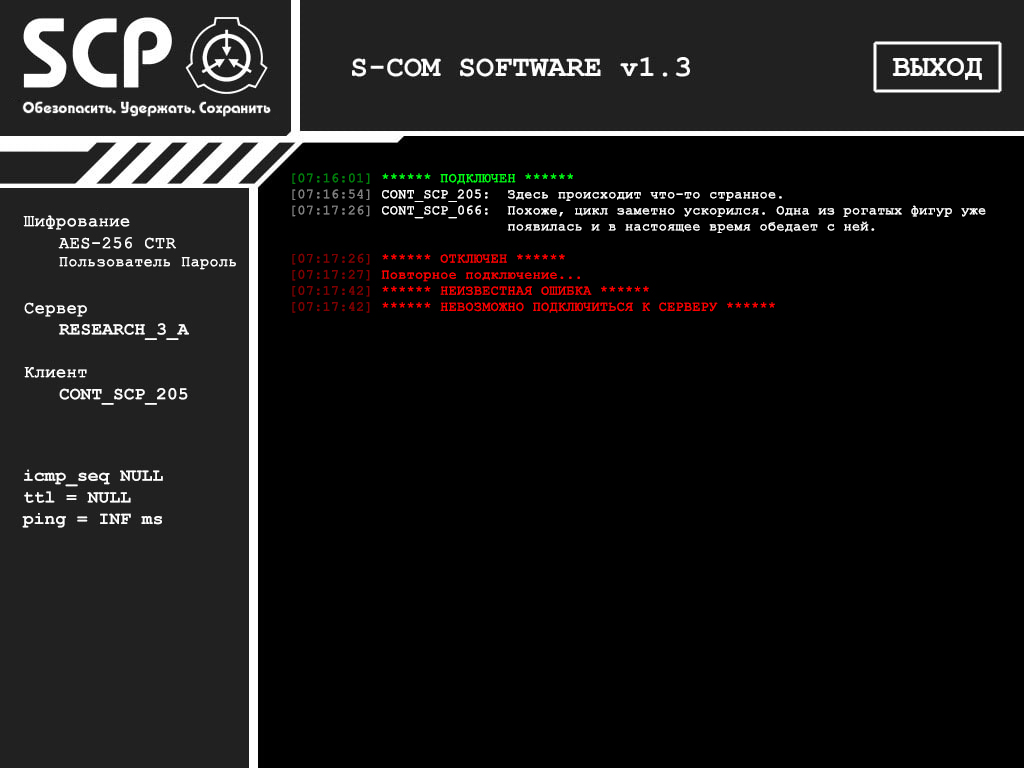 SCP
Обезопасить. Удержать. Сохранить
S-COM SOFTWARE v1.3
ВЫХОД
Шифрование
AES-256 CTR
Пользователь Пароль
Сервер
RESEARCH_3_A
Клиент
CONT_SCP_205
icmp_seq NULL
ttl = NULL
ping = INF ms
[07:16:01] ****** ПОДКЛЮЧЕН ******
[07:16:54] CONT_SCP_205: Здесь происходит что-то странное.
[07:17:26] CONT_SCP_066: Похоже, цикл заметно ускорился. Одна из рогатых фигур уже
появилась и в настоящее время обедает с ней.
[07:17:26] ****** ОТКЛЮЧЕН ******
[07:17:27] Повторное подключение...
[07:17:42] ****** НЕИЗВЕСТНАЯ ОШИБКА ******
[07:17:42] ****** НЕВОЗМОЖНО ПОДКЛЮЧИТЬСЯ К СЕРВЕРУ ******